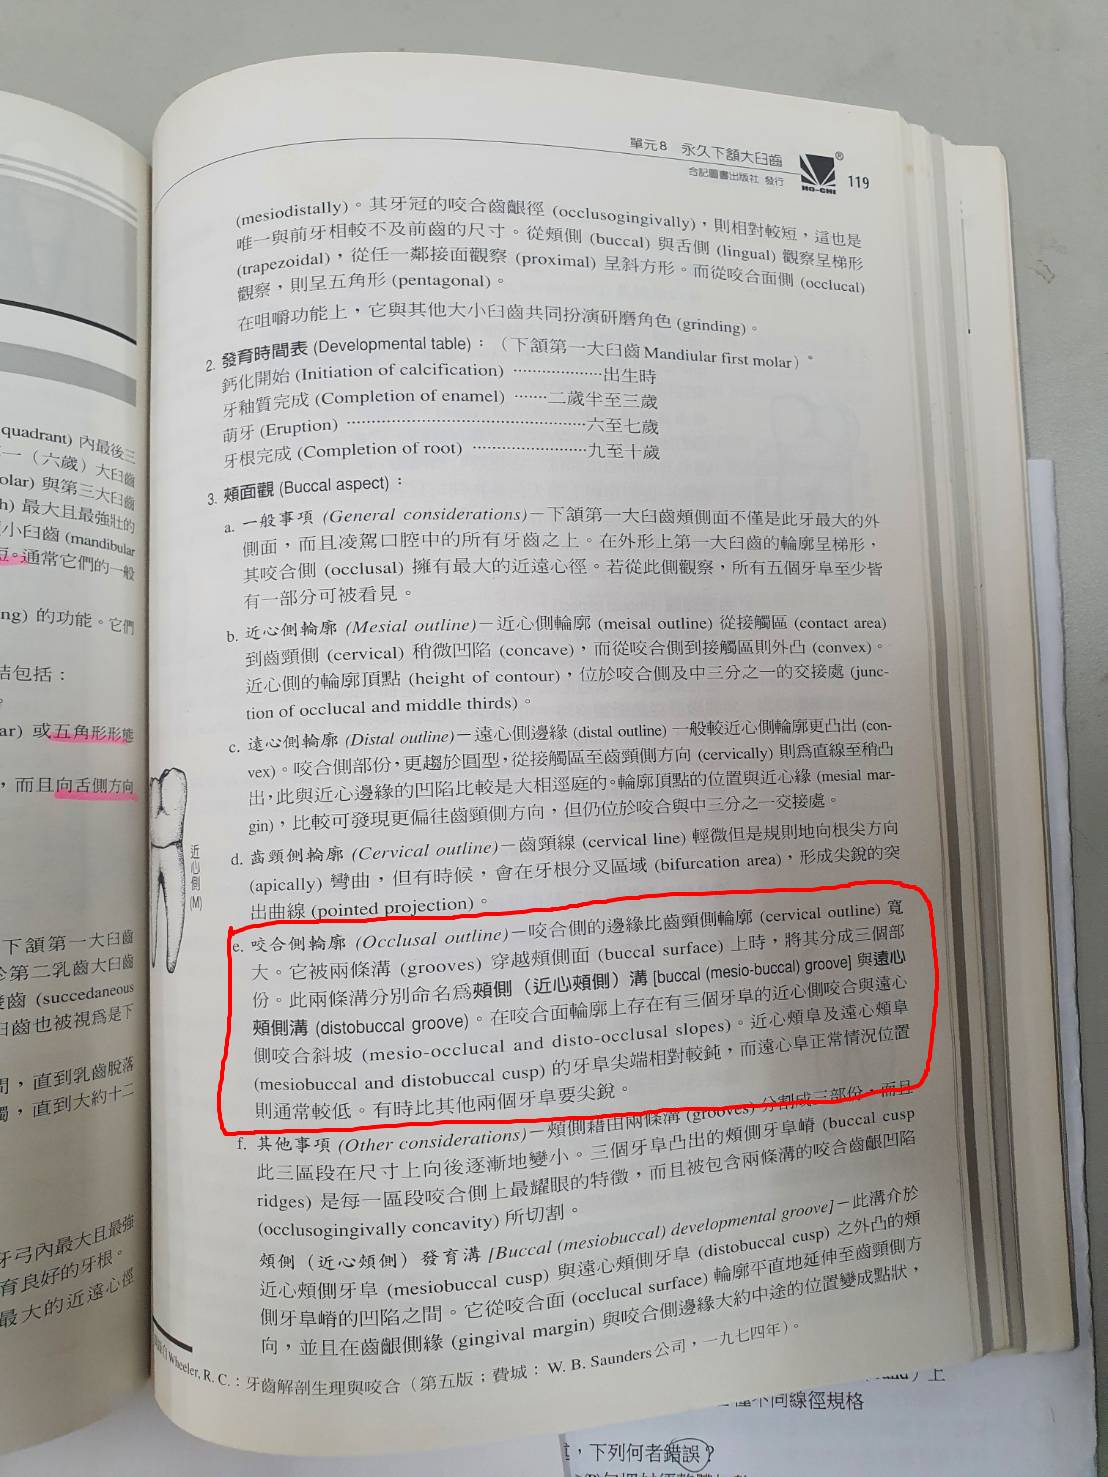 quadrant) 內最後三
一（六歲）大臼齒
olar) 與第三大臼齒
h) 最大且最強壯的
小臼齒 (mandibular
短。通常它們的一般
ng) 的功能。它們
括包括：
ar) 或五角形形態
，而且向舌側方向
近心側 (M)
下顎第一大臼齒
第二乳齒大臼齒
齒 (succedaneous
臼齒也被視爲是下
，直到乳齒脫落
，直到大約十二
牙弓內最大且最強
育良好的牙根。
最大的近遠心徑
單元8 永久下顎大臼齒
合記圖書出版社 發行
HO-CHI
®
119
(mesiodistally)。其牙冠的咬合齒齦徑 (occlusogingivally)，則相對較短，這也是
唯一與前牙相較不及前齒的尺寸。從頰側 (buccal) 與舌側 (lingual) 觀察呈梯形
(trapezoidal)，從任一鄰接面觀察 (proximal) 呈斜方形。而從咬合面側 (occlucal)
觀察，則呈五角形 (pentagonal)。
在咀嚼功能上，它與其他大小臼齒共同扮演研磨角色 (grinding)。
2. 發育時間表 (Developmental table)：（下顎第一大臼齒 Mandiular first molar）。
鈣化開始 (Initiation of calcification) ··················出生時
牙釉質完成 (Completion of enamel) ·······二歲半至三歲
萌牙 (Eruption) ················································六至七歲
牙根完成 (Completion of root) ·······················九至十歲
3. 頰面觀 (Buccal aspect)：
a. 一般事項 (General considerations)－下顎第一大臼齒頰側面不僅是此牙最大的外
側面，而且凌駕口腔中的所有牙齒之上。在外形上第一大臼齒的輪廓呈梯形，
其咬合側 (occlusal) 擁有最大的近遠心徑。若從此側觀察，所有五個牙阜至少皆
有一部分可被看見。
b. 近心側輪廓 (Mesial outline)－近心側輪廓 (meisal outline) 從接觸區 (contact area)
到齒頸側 (cervical) 稍微凹陷 (concave)，而從咬合側到接觸區則外凸 (convex)。
近心側的輪廓頂點 (height of contour)，位於咬合側及中三分之一的交接處 (junc-
tion of occlucal and middle thirds)。
c. 遠心側輪廓 (Distal outline)－遠心側邊緣 (distal outline) 一般較近心側輪廓更凸出 (con-
vex)。咬合側部份，更趨於圓型，從接觸區至齒頸側方向 (cervically) 則爲直線至稍凸
出，此與近心邊緣的凹陷比較是大相逕庭的。輪廓頂點的位置與近心緣 (mesial mar-
gin)，比較可發現更偏往齒頸側方向，但仍位於咬合與中三分之一交接處。
d. 齒頸側輪廓 (Cervical outline)－齒頸線 (cervical line) 輕微但是規則地向根尖方向
(apically) 彎曲，但有時候，會在牙根分叉區域 (bifurcation area)，形成尖銳的突
出曲線 (pointed projection)。
e. 咬合側輪廓 (Occlusal outline)－咬合側的邊緣比齒頸側輪廓 (cervical outline) 寬
大。它被兩條溝 (grooves) 穿越頰側面 (buccal surface) 上時，將其分成三個部
份。此兩條溝分別命名爲頰側（近心頰側）溝 [buccal (mesio-buccal) groove] 與遠心
頰側溝 (distobuccal groove)。在咬合面輪廓上存在有三個牙阜的近心側咬合與遠心
側咬合斜坡 (mesio-occlucal and disto-occlusal slopes)。近心頰阜及遠心頰阜
(mesiobuccal and distobuccal cusp) 的牙阜尖端相對較鈍，而遠心阜正常情況位置
則通常較低。有時比其他兩個牙阜要尖銳。
f. 其他事項 (Other considerations)－頰側藉由兩條溝 (grooves) 分割成三部份，而且
此三區段在尺寸上向後逐漸地變小。三個牙阜凸出的頰側牙阜嵴 (buccal cusp
ridges) 是每一區段咬合側上最耀眼的特徵，而且被包含兩條溝的咬合齒齦凹陷
(occlusogingivally concavity) 所切割。
頰側（近心頰側）發育溝 [Buccal (mesiobuccal) developmental groove]－此溝介於
近心頰側牙阜 (mesiobuccal cusp) 與遠心頰側牙阜 (distobuccal cusp) 之外凸的頰
側牙阜嵴的凹陷之間。它從咬合面 (occlucal surface) 輪廓平直地延伸至齒頸側方
向，並且在齒齦側緣 (gingival margin) 與咬合側邊緣大約中途的位置變成點狀，
Wheeler, R. C.：牙齒解剖生理與咬合（第五版；費城：W. B. Saunders公司，一九七四年）。
不同線徑規格
，下列何者錯誤？